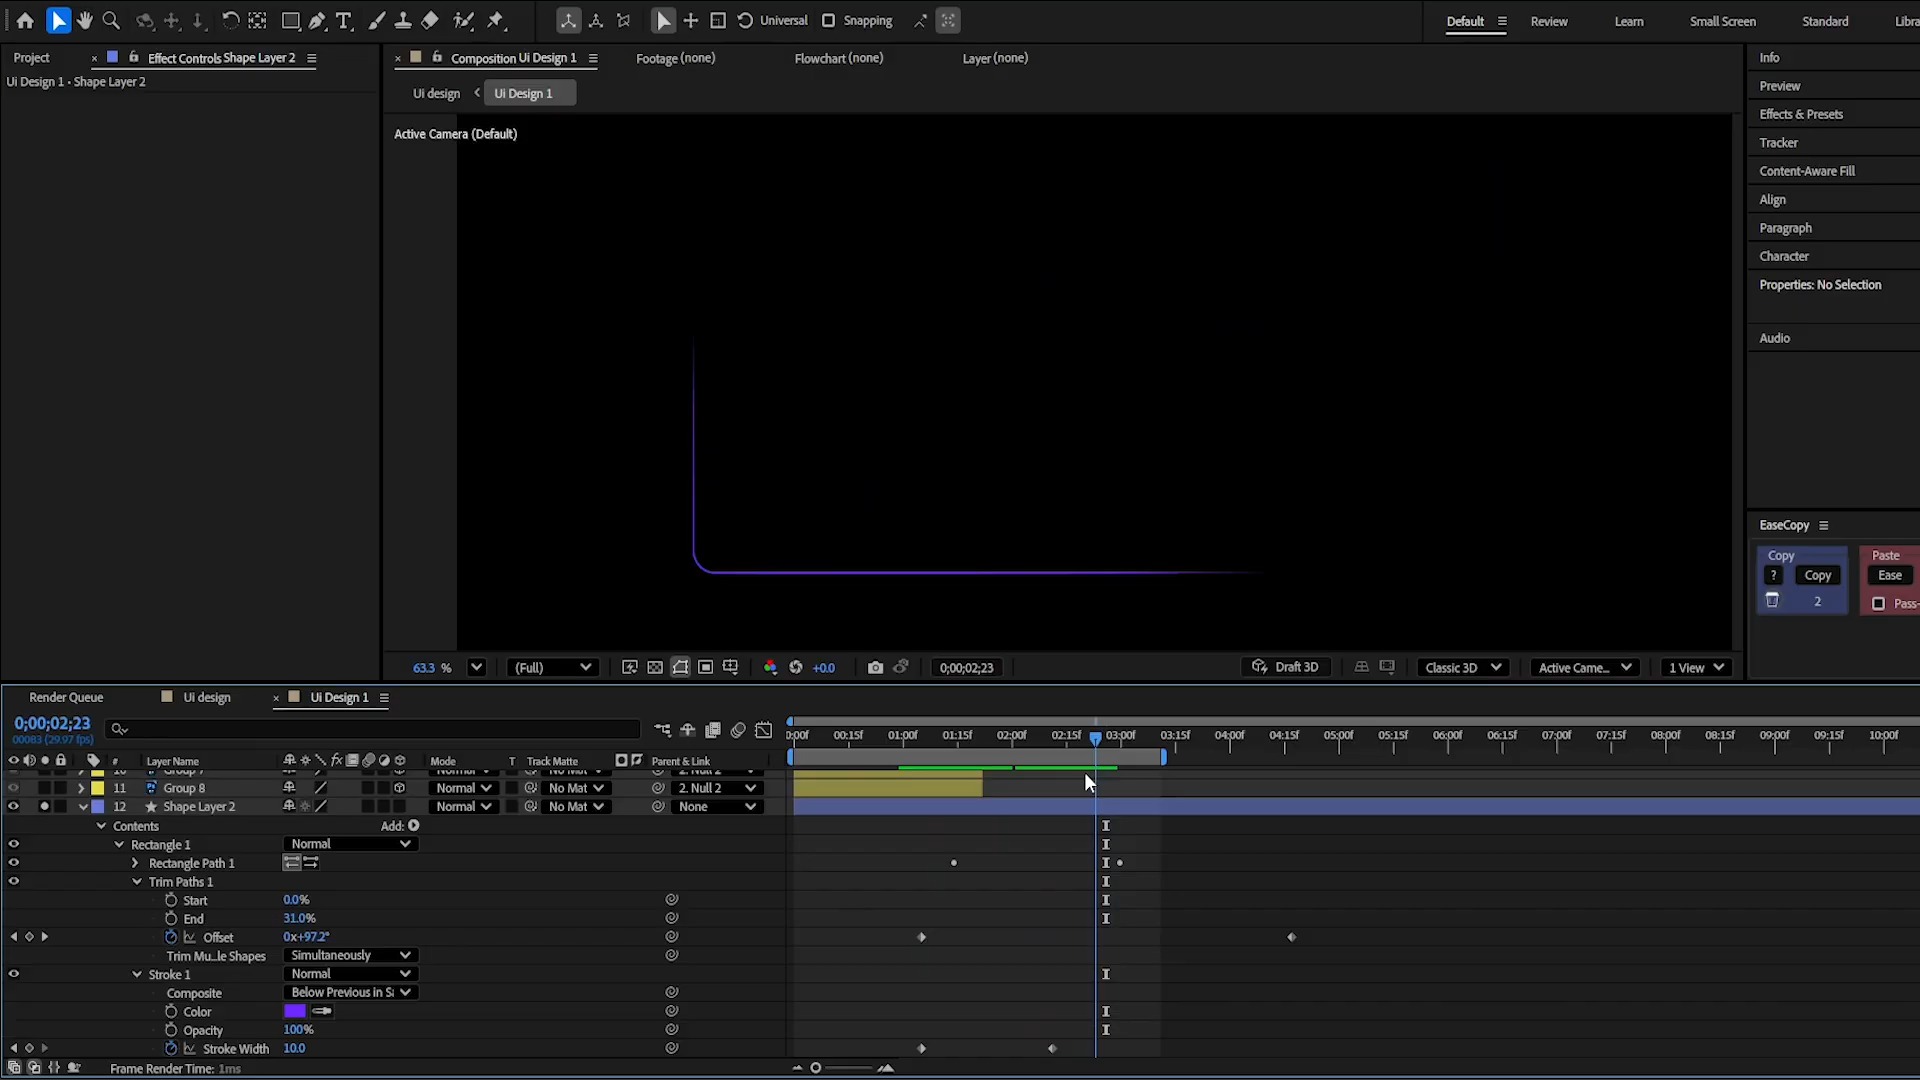 Universal Snapping Default Review Learn Small Screen Standard
Project Effect Controls Shape Layer 2 Composition Ui Design 1 Footage (none) Flowchart (none) Layer (none) Info
Ui Design 1 • Shape Layer 2
Preview
Ui design Ui Design 1
Effects & Presets
Active Camera (Default)
Tracker
Content-Aware Fill
Align
Paragraph
Character
Properties: No Selection
Audio
EaseCopy
Copy Paste
? Copy Ease
2
63.3 % (Full) +0.0 0;00;02;23 Draft 3D Classic 3D Active Came... 1 View
Render Queue Ui design Ui Design 1
0;00;02;23
00083 (29.97 fps)
00:15f 01:00f 01:15f 02:00f 02:15f 03:00f 03:15f 04:00f 04:15f 05:00f 05:15f 06:00f 06:15f 07:00f 07:15f 08:00f 08:15f 09:00f 09:15f 10:00f
# Layer Name fx Mode T Track Matte Parent & Link
11 Group 8 Normal No Mat 2. Null 2
12 Shape Layer 2 Normal No Mat None
Contents Add:
Rectangle 1 Normal
Rectangle Path 1
Trim Paths 1
Start 0.0%
End 31.0%
Offset 0x+97.2°
Trim Mu...le Shapes Simultaneously
Stroke 1 Normal
Composite Below Previous in Sa
Color
Opacity 100%
Stroke Width 10.0
Frame Render Time: 1ms